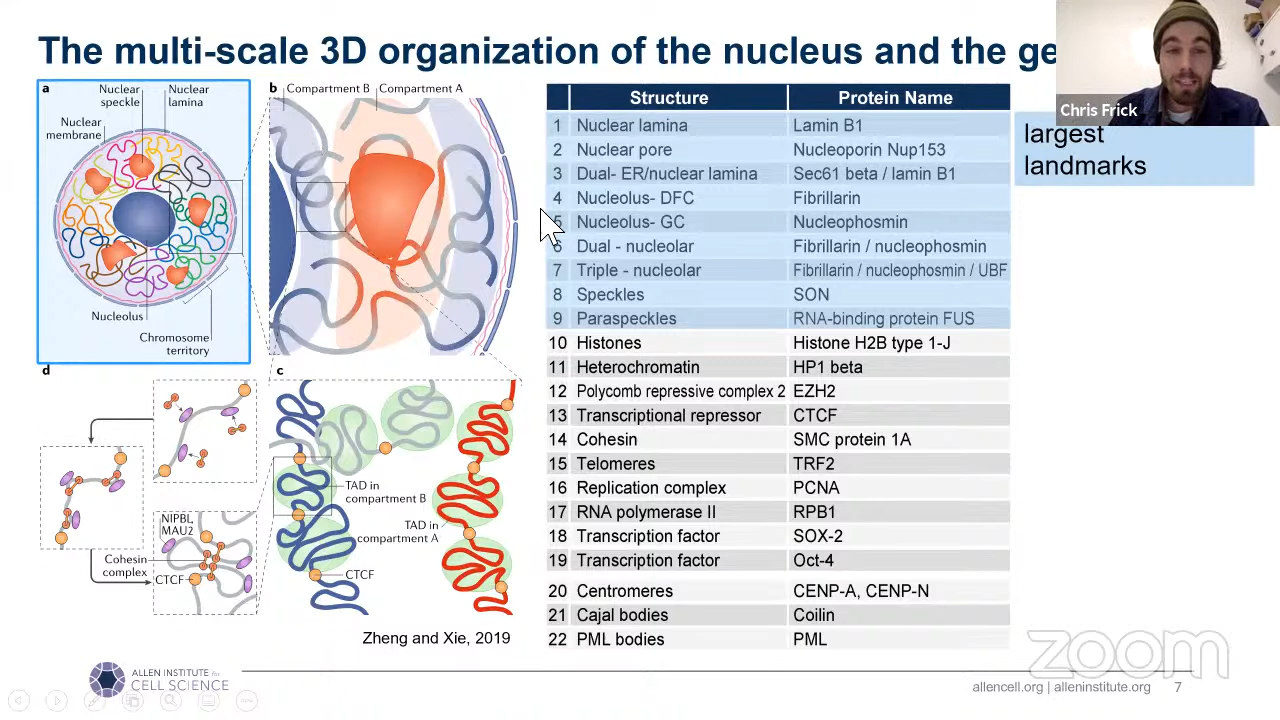 The multi-scale 3D organization of the nucleus and the ge
Chris Frick
a
Nuclear speckle
Nuclear lamina
Nuclear membrane
Nucleolus
Chromosome territory
b
Compartment B
Compartment A
d
NIPBL, MAU2
Cohesin complex
CTCF
c
TAD in compartment B
TAD in compartment A
CTCF
Zheng and Xie, 2019
Structure Protein Name
1 Nuclear lamina Lamin B1
2 Nuclear pore Nucleoporin Nup153
3 Dual- ER/nuclear lamina Sec61 beta / lamin B1
4 Nucleolus- DFC Fibrillarin
5 Nucleolus- GC Nucleophosmin
6 Dual - nucleolar Fibrillarin / nucleophosmin
7 Triple - nucleolar Fibrillarin / nucleophosmin / UBF
8 Speckles SON
9 Paraspeckles RNA-binding protein FUS
10 Histones Histone H2B type 1-J
11 Heterochromatin HP1 beta
12 Polycomb repressive complex 2 EZH2
13 Transcriptional repressor CTCF
14 Cohesin SMC protein 1A
15 Telomeres TRF2
16 Replication complex PCNA
17 RNA polymerase II RPB1
18 Transcription factor SOX-2
19 Transcription factor Oct-4
20 Centromeres CENP-A, CENP-N
21 Cajal bodies Coilin
22 PML bodies PML
largest
landmarks
zoom
ALLEN INSTITUTE for
CELL SCIENCE
allencell.org | alleninstitute.org 7